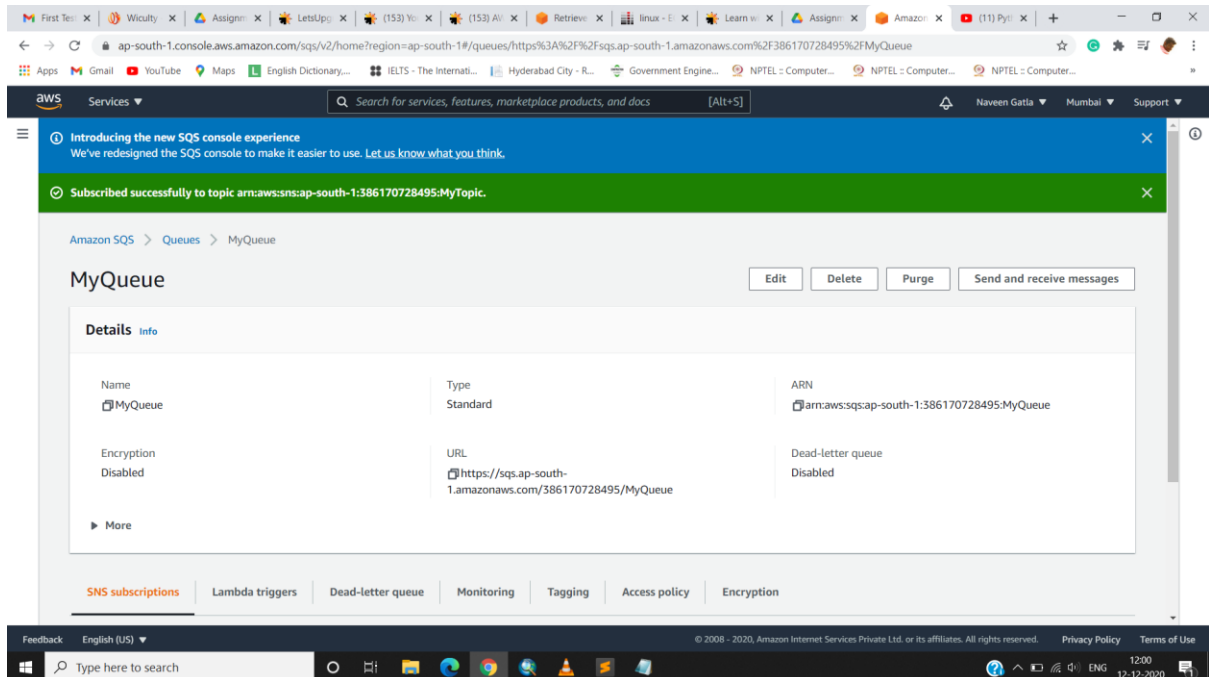 First Tes
Wiculty
Assignm
LetsUpg
(153) Yo
(153) AV
Retrieve
linux - E
Learn w
Assignm
Amazon
(11) Pyt
ap-south-1.console.aws.amazon.com/sqs/v2/home?region=ap-south-1#/queues/https%3A%2F%2Fsqs.ap-south-1.amazonaws.com%2F386170728495%2FMyQueue
Apps Gmail YouTube Maps English Dictionary,... IELTS - The Internati... Hyderabad City - R... Government Engine... NPTEL :: Computer... NPTEL :: Computer... NPTEL :: Computer... »
aws Services ▼ Search for services, features, marketplace products, and docs [Alt+S] Naveen Gatla ▼ Mumbai ▼ Support ▼
Introducing the new SQS console experience
We've redesigned the SQS console to make it easier to use. Let us know what you think.
Subscribed successfully to topic arn:aws:sns:ap-south-1:386170728495:MyTopic.
Amazon SQS > Queues > MyQueue
MyQueue
Edit Delete Purge Send and receive messages
Details Info
Name
MyQueue
Type
Standard
ARN
arn:aws:sqs:ap-south-1:386170728495:MyQueue
Encryption
Disabled
URL
https://sqs.ap-south-
1.amazonaws.com/386170728495/MyQueue
Dead-letter queue
Disabled
▶ More
SNS subscriptions Lambda triggers Dead-letter queue Monitoring Tagging Access policy Encryption
Feedback English (US) ▼ © 2008 - 2020, Amazon Internet Services Private Ltd. or its affiliates. All rights reserved. Privacy Policy Terms of Use
Type here to search ENG 12:00
12-12-2020